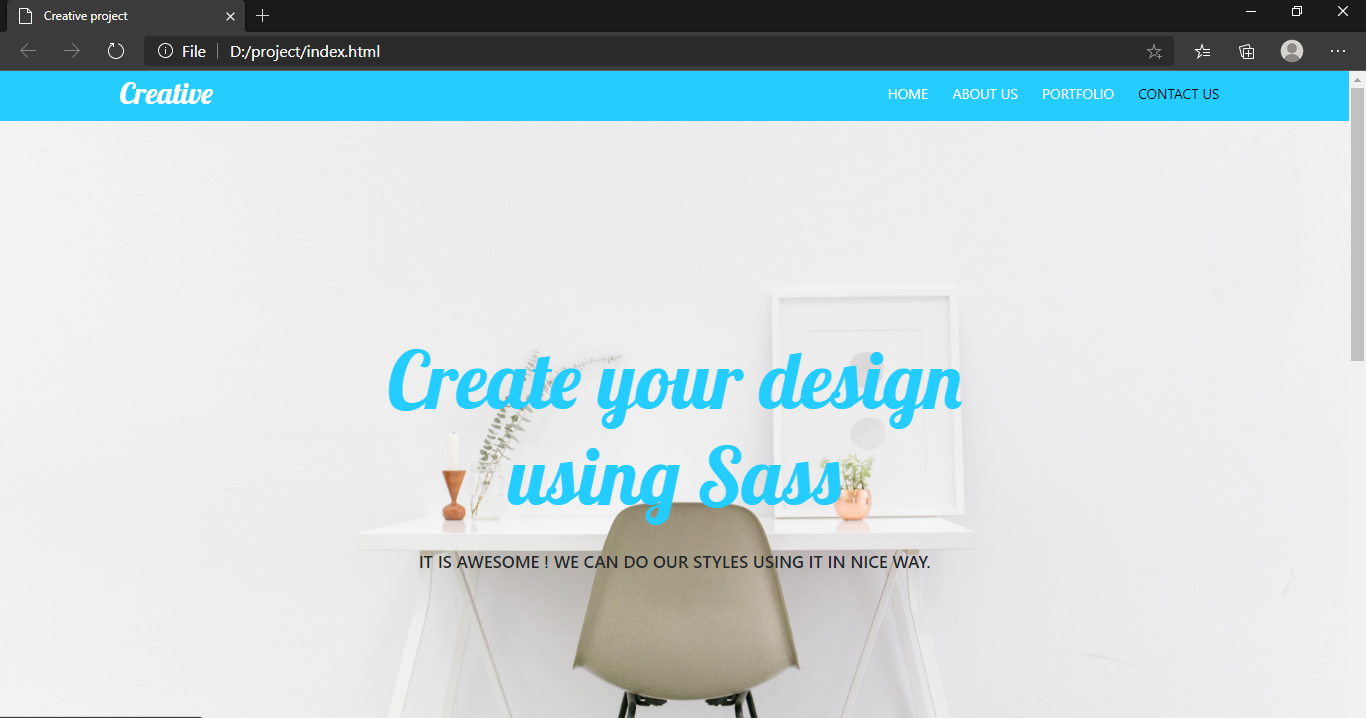 Creative project
File D:/project/index.html
Creative HOME ABOUT US PORTFOLIO CONTACT US
Create your design
using Sass
IT IS AWESOME ! WE CAN DO OUR STYLES USING IT IN NICE WAY.